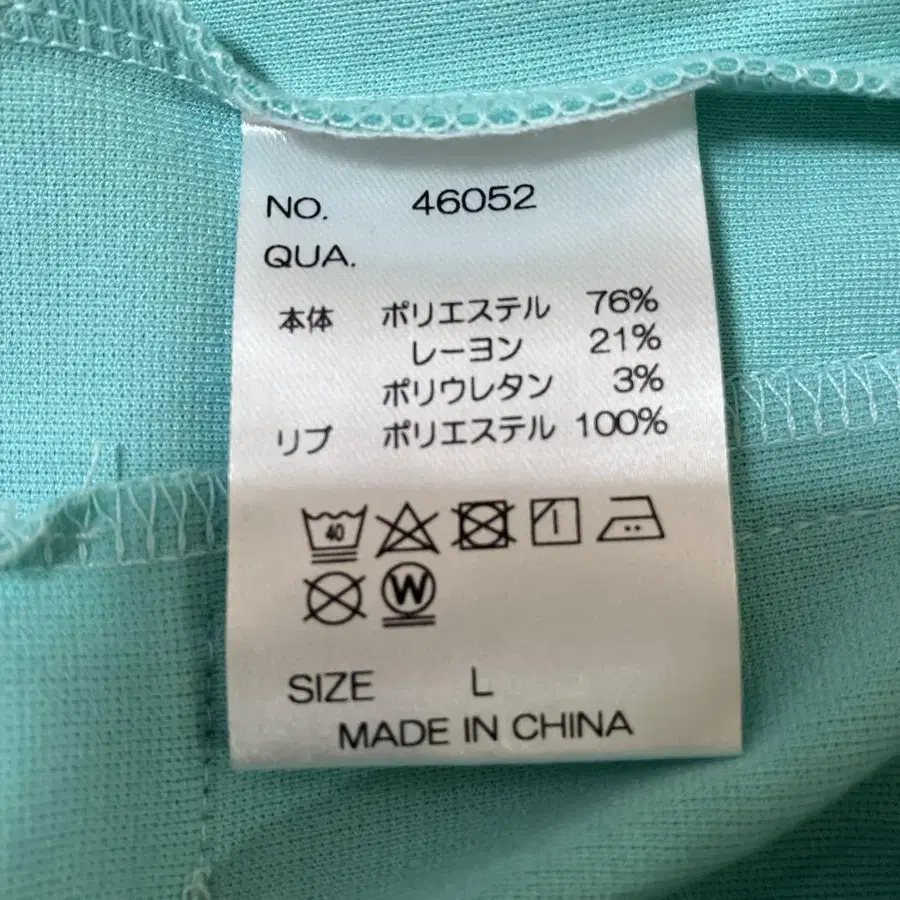 NO. 46052
QUA.
本体 ポリエステル 76%
レーヨン 21%
ポリウレタン 3%
リブ ポリエステル 100%
40
W
SIZE L
MADE IN CHINA